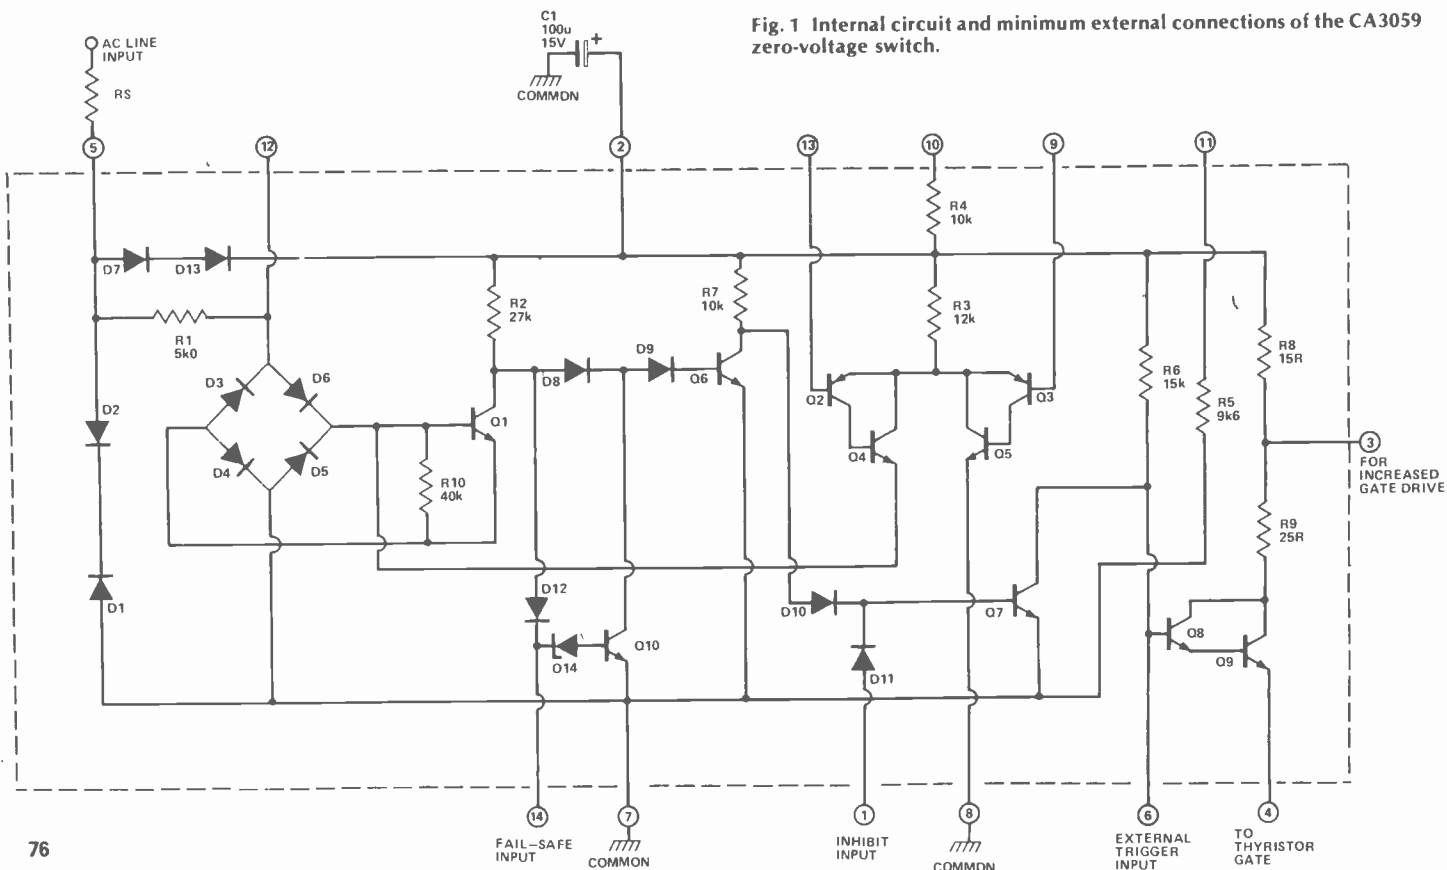 Fig. 1 Internal circuit and minimum external connections of the CA3059
zero-voltage switch.
AC LINE
INPUT
RS
C1
100u
15V
+
COMMON
5
12
2
13
10
9
11
R4
10k
D7
D13
R1
5k0
R2
27k
R7
10k
R3
12k
R8
15R
D3
D6
D2
D4
D5
D8
D9
Q6
Q1
Q2
Q3
R6
15k
R5
9k6
R10
40k
Q4
Q5
3
FOR
INCREASED
GATE DRIVE
R9
25R
D1
D12
D10
Q7
O14
Q10
D11
Q8
Q9
14
FAIL–SAFE
INPUT
7
COMMON
1
INHIBIT
INPUT
8
COMMON
6
EXTERNAL
TRIGGER
INPUT
4
TO
THYRISTOR
GATE
76